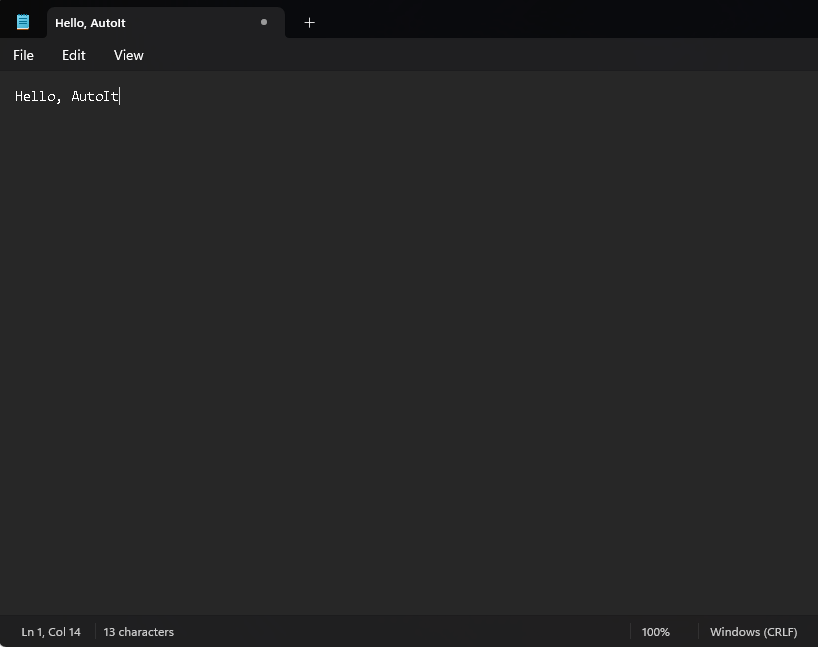 Hello, AutoIt
File Edit View
Hello, AutoIt
Ln 1, Col 14 13 characters 100% Windows (CRLF)